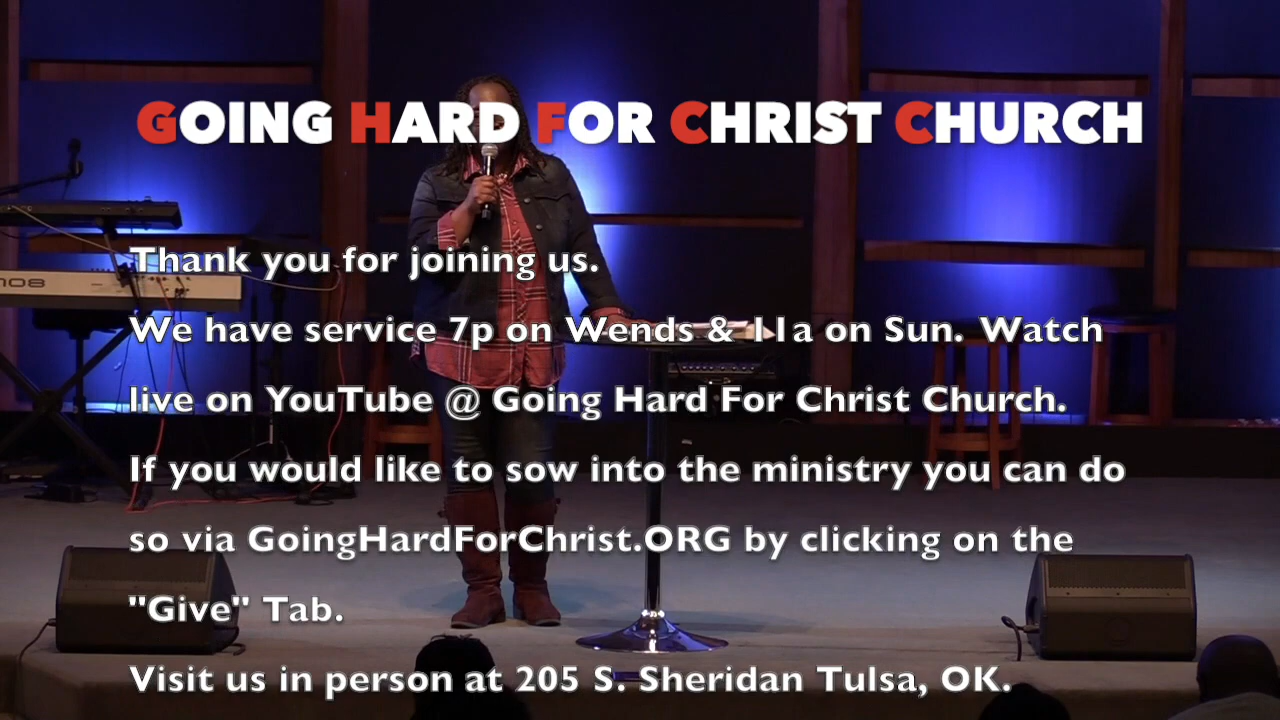 GOING HARD FOR CHRIST CHURCH
Thank you for joining us.
We have service 7p on Wends & 11a on Sun. Watch
live on YouTube @ Going Hard For Christ Church.
If you would like to sow into the ministry you can do
so via GoingHardForChrist.ORG by clicking on the
"Give" Tab.
Visit us in person at 205 S. Sheridan Tulsa, OK.